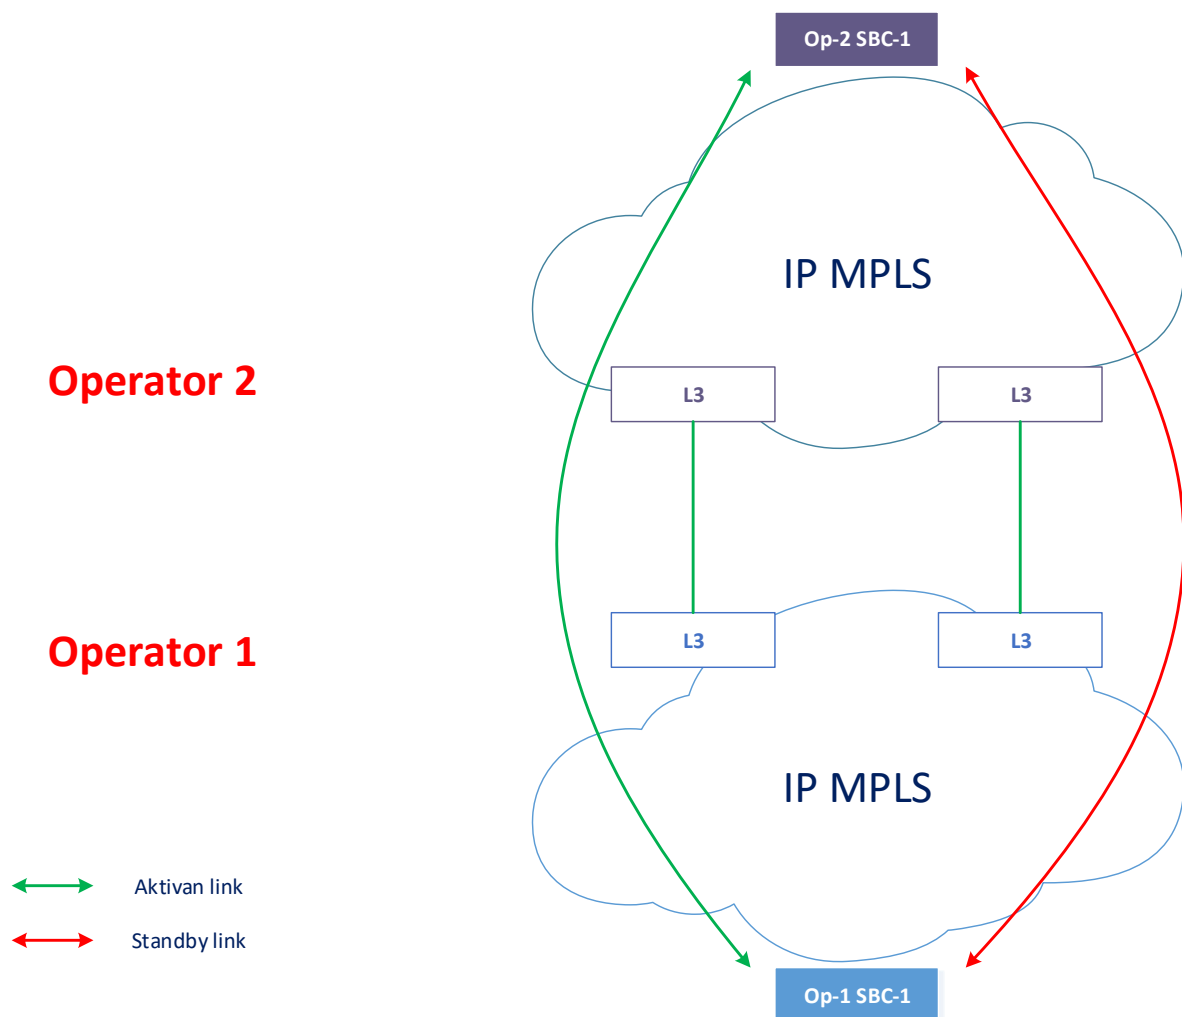 Op-2 SBC-1
IP MPLS
Operator 2
L3
L3
Operator 1
L3
L3
IP MPLS
Aktivan link
Standby link
Op-1 SBC-1